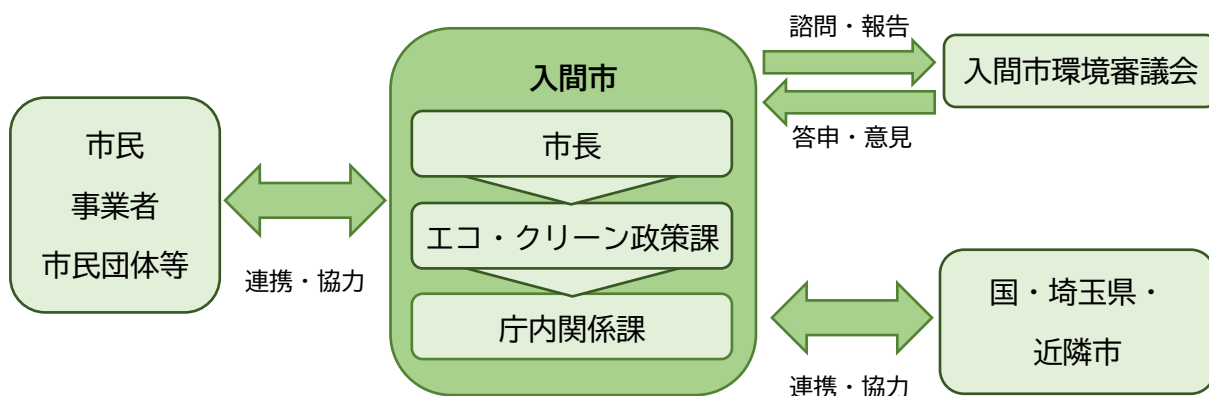 市民
事業者
市民団体等
連携・協力
入間市
市長
エコ・クリーン政策課
庁内関係課
諮問・報告
答申・意見
入間市環境審議会
国・埼玉県・
近隣市
連携・協力